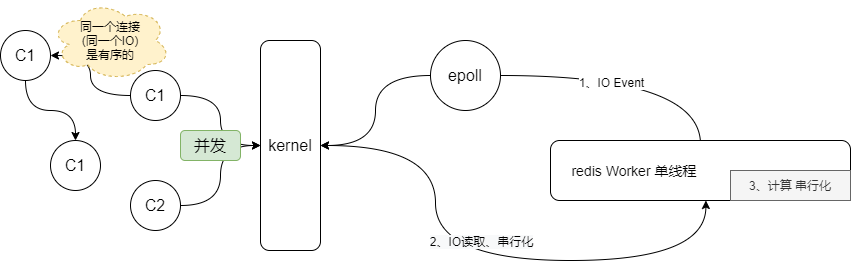 同一个连接
(同一个IO)
是有序的
C1
C1
C1
C2
并发
kernel
epoll
1、IO Event
redis Worker 单线程
3、计算 串行化
2、IO读取、串行化